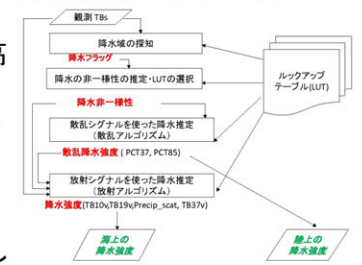 観測 TBs
高
降水域の探知
降水フラッグ
降水の非一様性の推定・LUTの選択
ルックアップ
テーブル(LUT)
降水非一様性
散乱シグナルを使った降水推定
(散乱アルゴリズム)
散乱降水強度 ( PCT37, PCT85)
放射シグナルを使った降水推定
(放射アルゴリズム)
降水強度(TB10v,TB19v,Precip_scat, TB37v)
海上の
降水強度
陸上の
降水強度